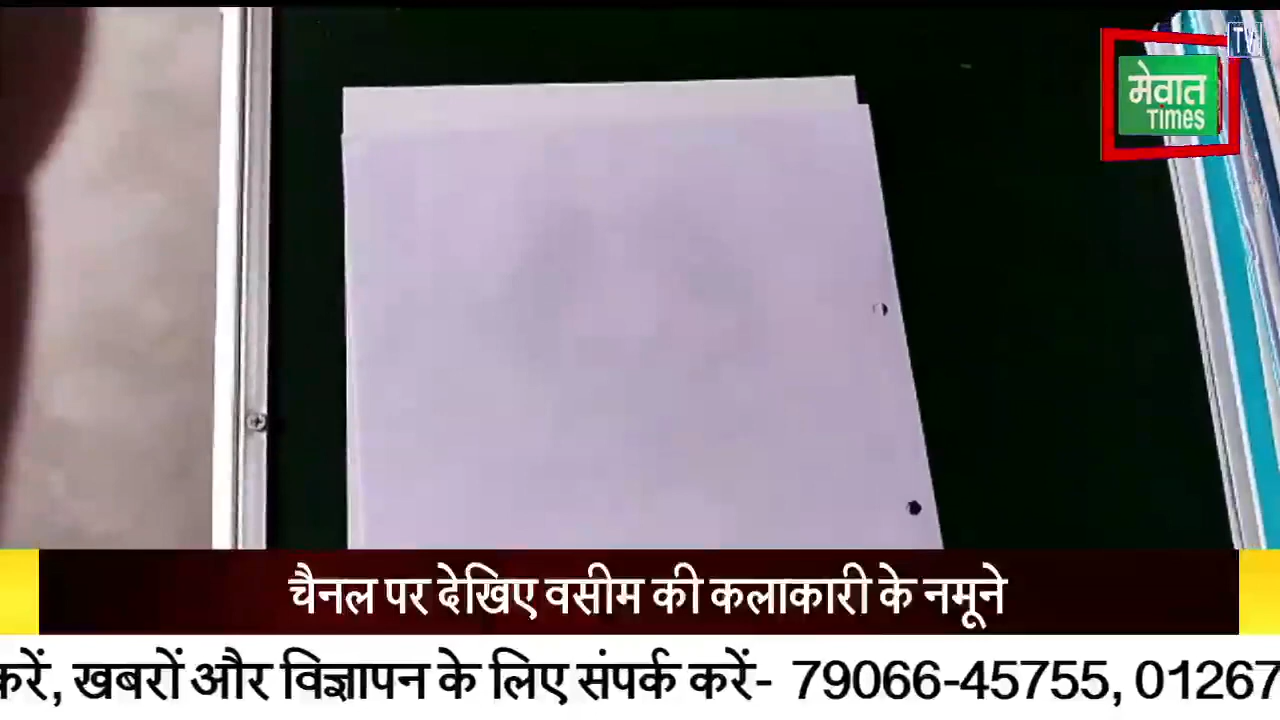 TV
मेवात
Times
चैनल पर देखिए वसीम की कलाकारी के नमूने
करें, खबरों और विज्ञापन के लिए संपर्क करें- 79066-45755, 01267